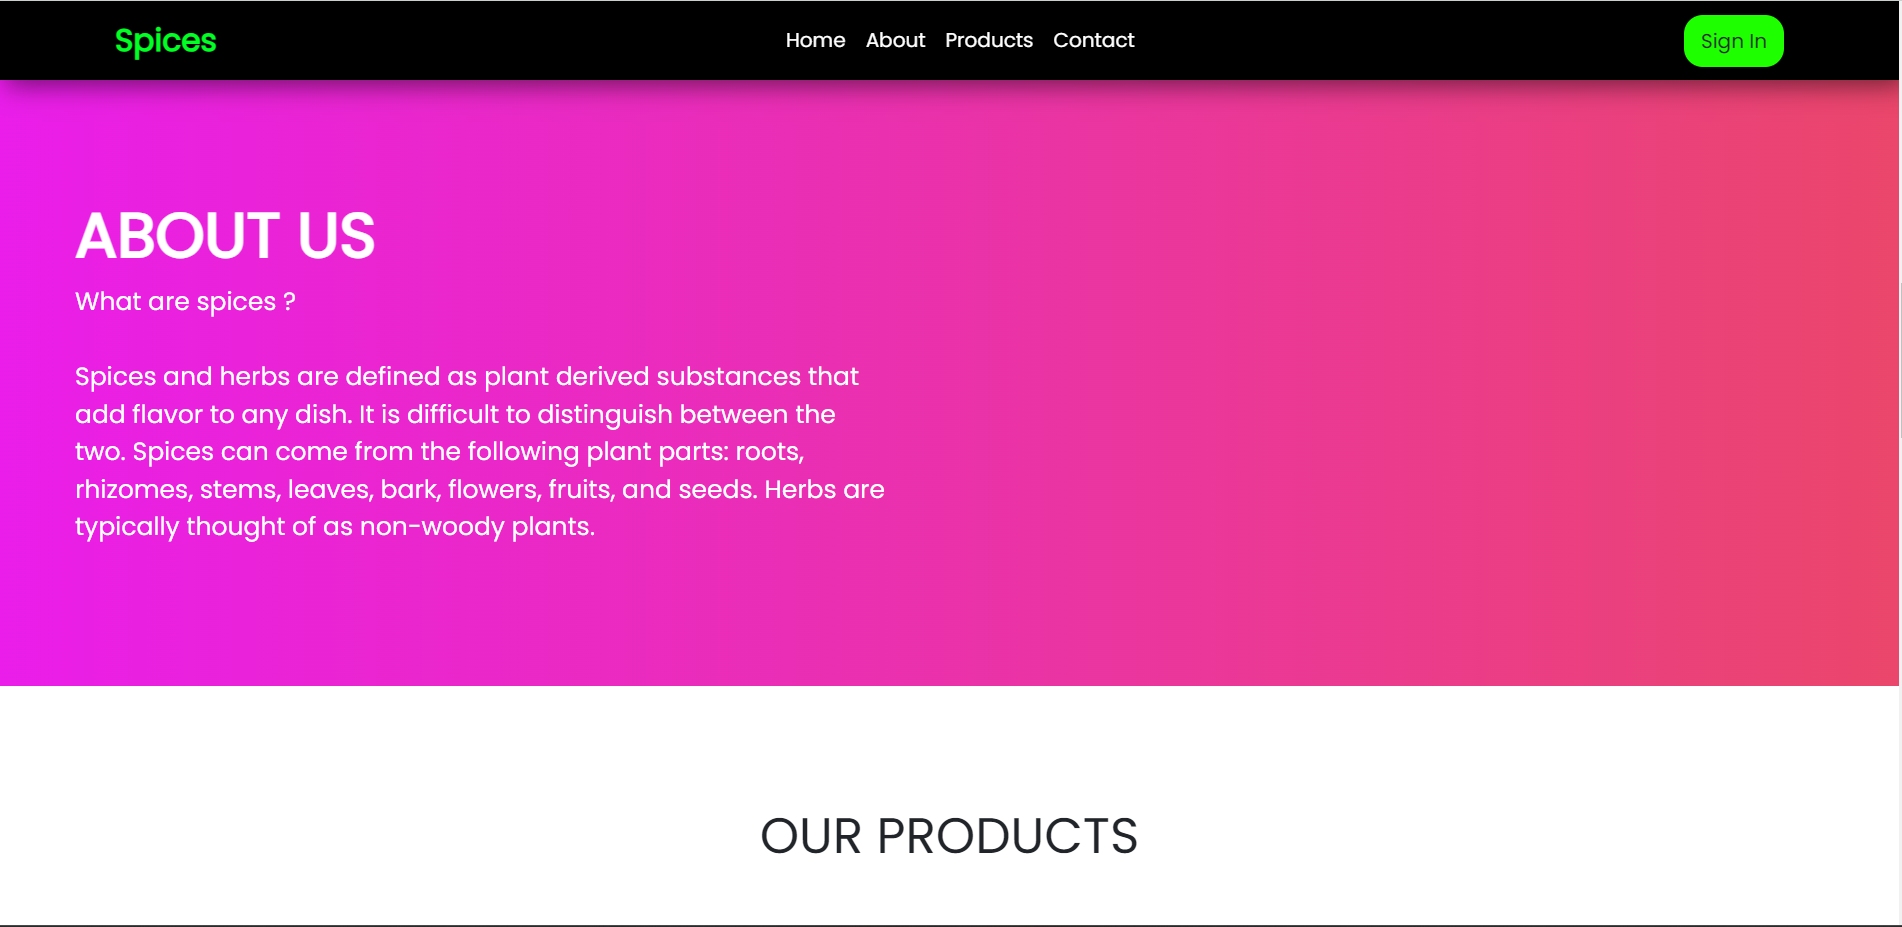 Spices
Home About Products Contact
Sign In
ABOUT US
What are spices ?
Spices and herbs are defined as plant derived substances that
add flavor to any dish. It is difficult to distinguish between the
two. Spices can come from the following plant parts: roots,
rhizomes, stems, leaves, bark, flowers, fruits, and seeds. Herbs are
typically thought of as non-woody plants.
OUR PRODUCTS